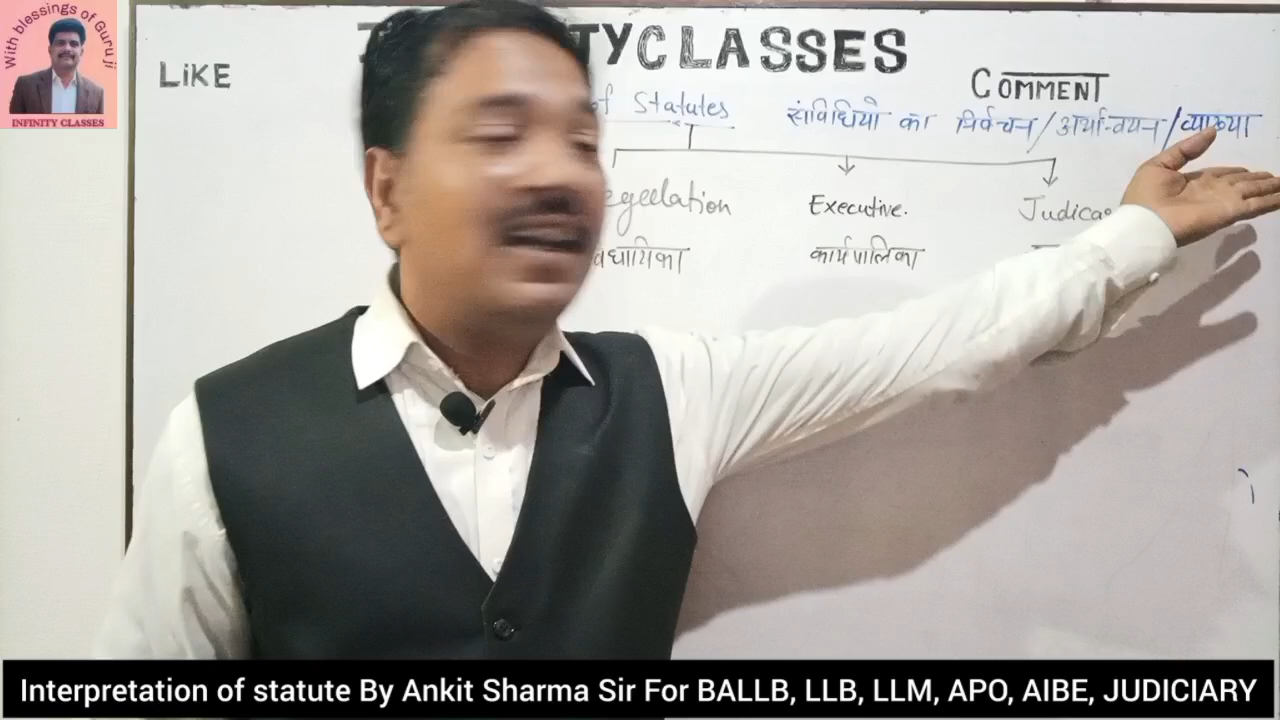 With blessings of Guru ji
INFINITY CLASSES
TYCLASSES
LiKE
COMMENT
of Statutes संविधियों का निर्वचन/अर्थान्वयन/व्याख्या
egeelation Executive. Judica
कार्यपालिका
Interpretation of statute By Ankit Sharma Sir For BALLB, LLB, LLM, APO, AIBE, JUDICIARY